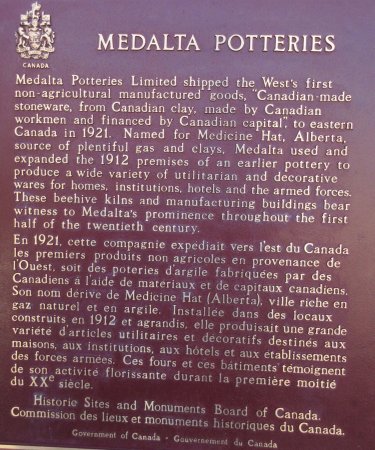 CANADA
MEDALTA POTTERIES
Medalta Potteries Limited shipped the West's first
non-agricultural manufactured goods, "Canadian-made
stoneware, from Canadian clay, made by Canadian
workmen and financed by Canadian capital", to eastern
Canada in 1921. Named for Medicine Hat, Alberta,
source of plentiful gas and clays, Medalta used and
expanded the 1912 premises of an earlier pottery to
produce a wide variety of utilitarian and decorative
wares for homes, institutions, hotels and the armed forces.
These beehive kilns and manufacturing buildings bear
witness to Medalta's prominence throughout the first
half of the twentieth century.
En 1921, cette compagnie expédiait vers l'est du Canada
les premiers produits non agricoles en provenance de
l'Ouest, soit des poteries d'argile fabriquées par des
Canadiens à l'aide de matériaux et de capitaux canadiens.
Son nom dérive de Medicine Hat (Alberta), ville riche en
gaz naturel et en argile. Installée dans des locaux
construits en 1912 et agrandis, elle produisait une grande
variété d'articles utilitaires et décoratifs destinés aux
maisons, aux institutions, aux hôtels et aux établissements
des forces armées. Ces fours et ces bâtiments témoignent
de son activité florissante durant la première moitié
du XXe siècle.
Historic Sites and Monuments Board of Canada.
Commission des lieux et monuments historiques du Canada.
Government of Canada · Gouvernement du Canada